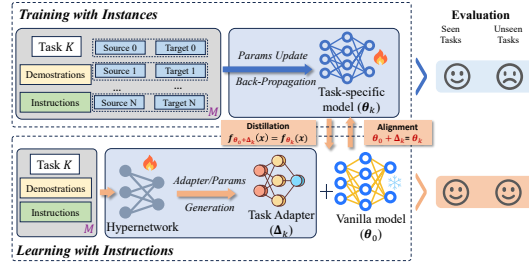 Training with Instances
Evaluation
Task K
Source 0
Target 0
Demostrations
Source 1
Target 1
...
...
Instructions
Source N
Target N
M
Params Update
Back-Propagation
Task-specific
model (θk)
Seen
Tasks
Unseen
Tasks
Distillation
fθ0+Δk(x) = fθk(x)
Alignment
θ0 + Δk = θk
Task K
Demostrations
Instructions
M
Hypernetwork
Adapter/Params
Generation
Task Adapter
(Δk)
+
Vanilla model
(θ0)
Learning with Instructions